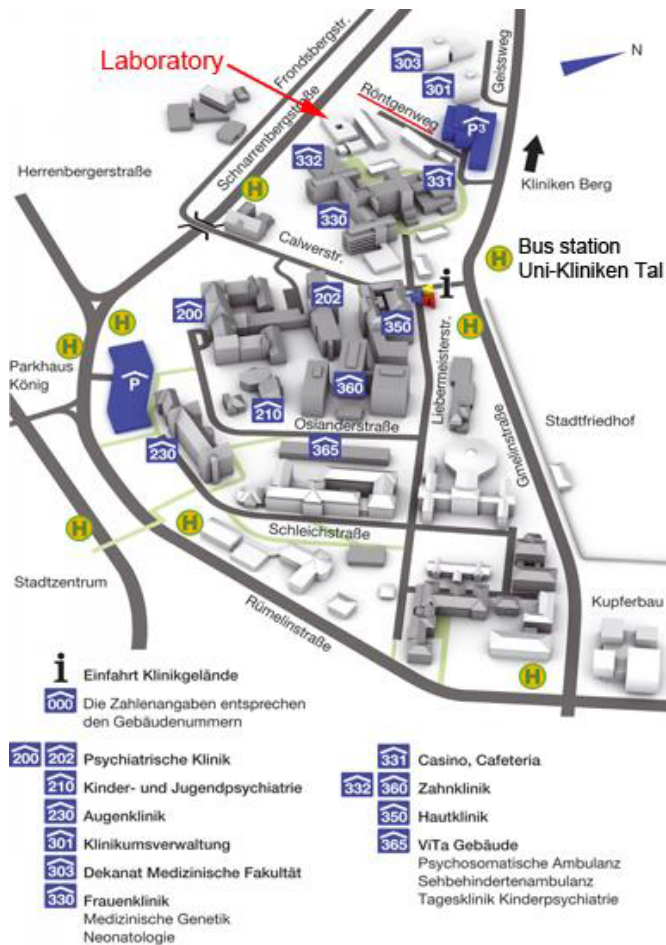 Frondsbergstr.
303
Geissweg
N
Laboratory
301
Schnarrenbergstraße
Röntgenweg
P3
332
331
Herrenbergerstraße
H
Kliniken Berg
330
Calwerstr.
H
Bus station
Uni-Kliniken Tal
i
200
202
350
H
H
H
Parkhaus
König
P
Liebermeisterstr.
360
210
Stadtfriedhof
Osianderstraße
Gmelinstraße
230
365
H
H
Schleichstraße
Stadtzentrum
Kupferbau
Rümelinstraße
H
i Einfahrt Klinikgelände
000 Die Zahlenangaben entsprechen
den Gebäudenummern
200 202 Psychiatrische Klinik
210 Kinder- und Jugendpsychiatrie
230 Augenklinik
301 Klinikumsverwaltung
303 Dekanat Medizinische Fakultät
330 Frauenklinik
Medizinische Genetik
Neonatologie
331 Casino, Cafeteria
332 360 Zahnklinik
350 Hautklinik
365 ViTa Gebäude
Psychosomatische Ambulanz
Sehbehindertenambulanz
Tagesklinik Kinderpsychiatrie